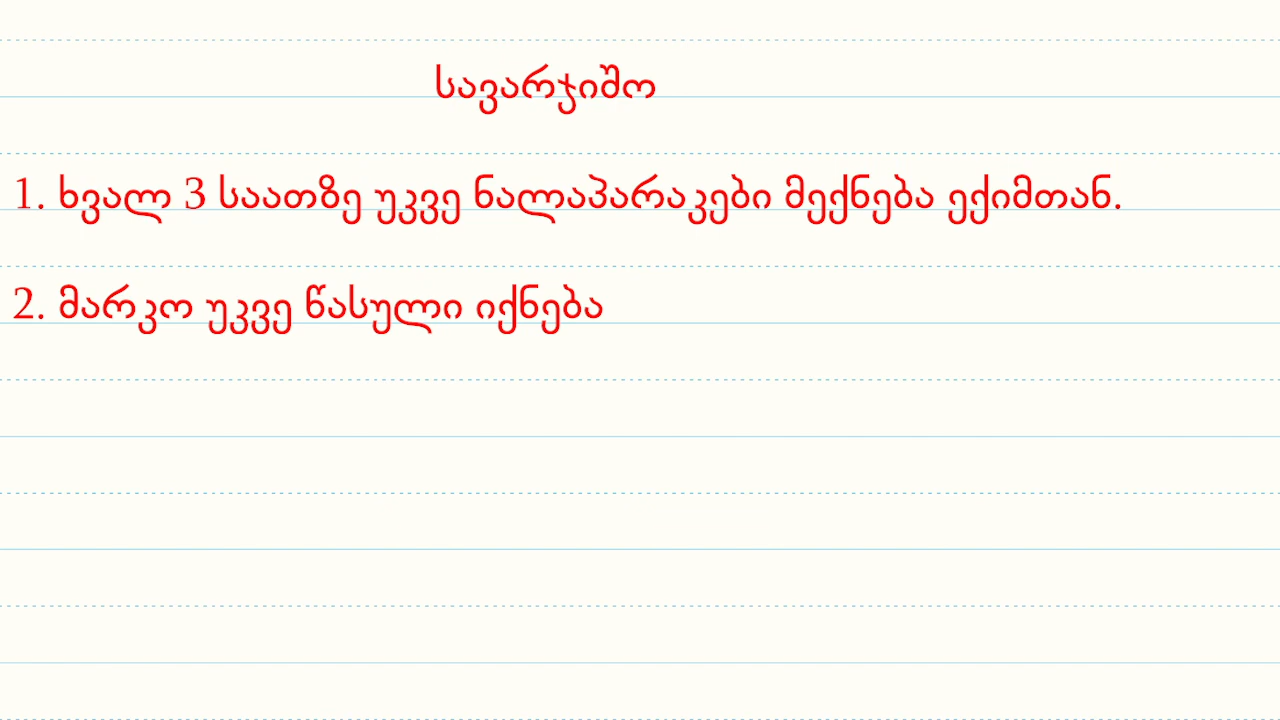 სავარჯიშო
1. ხვალ 3 საათზე უკვე ნალაპარაკები მექნება ექიმთან.
2. მარკო უკვე წასული იქნება